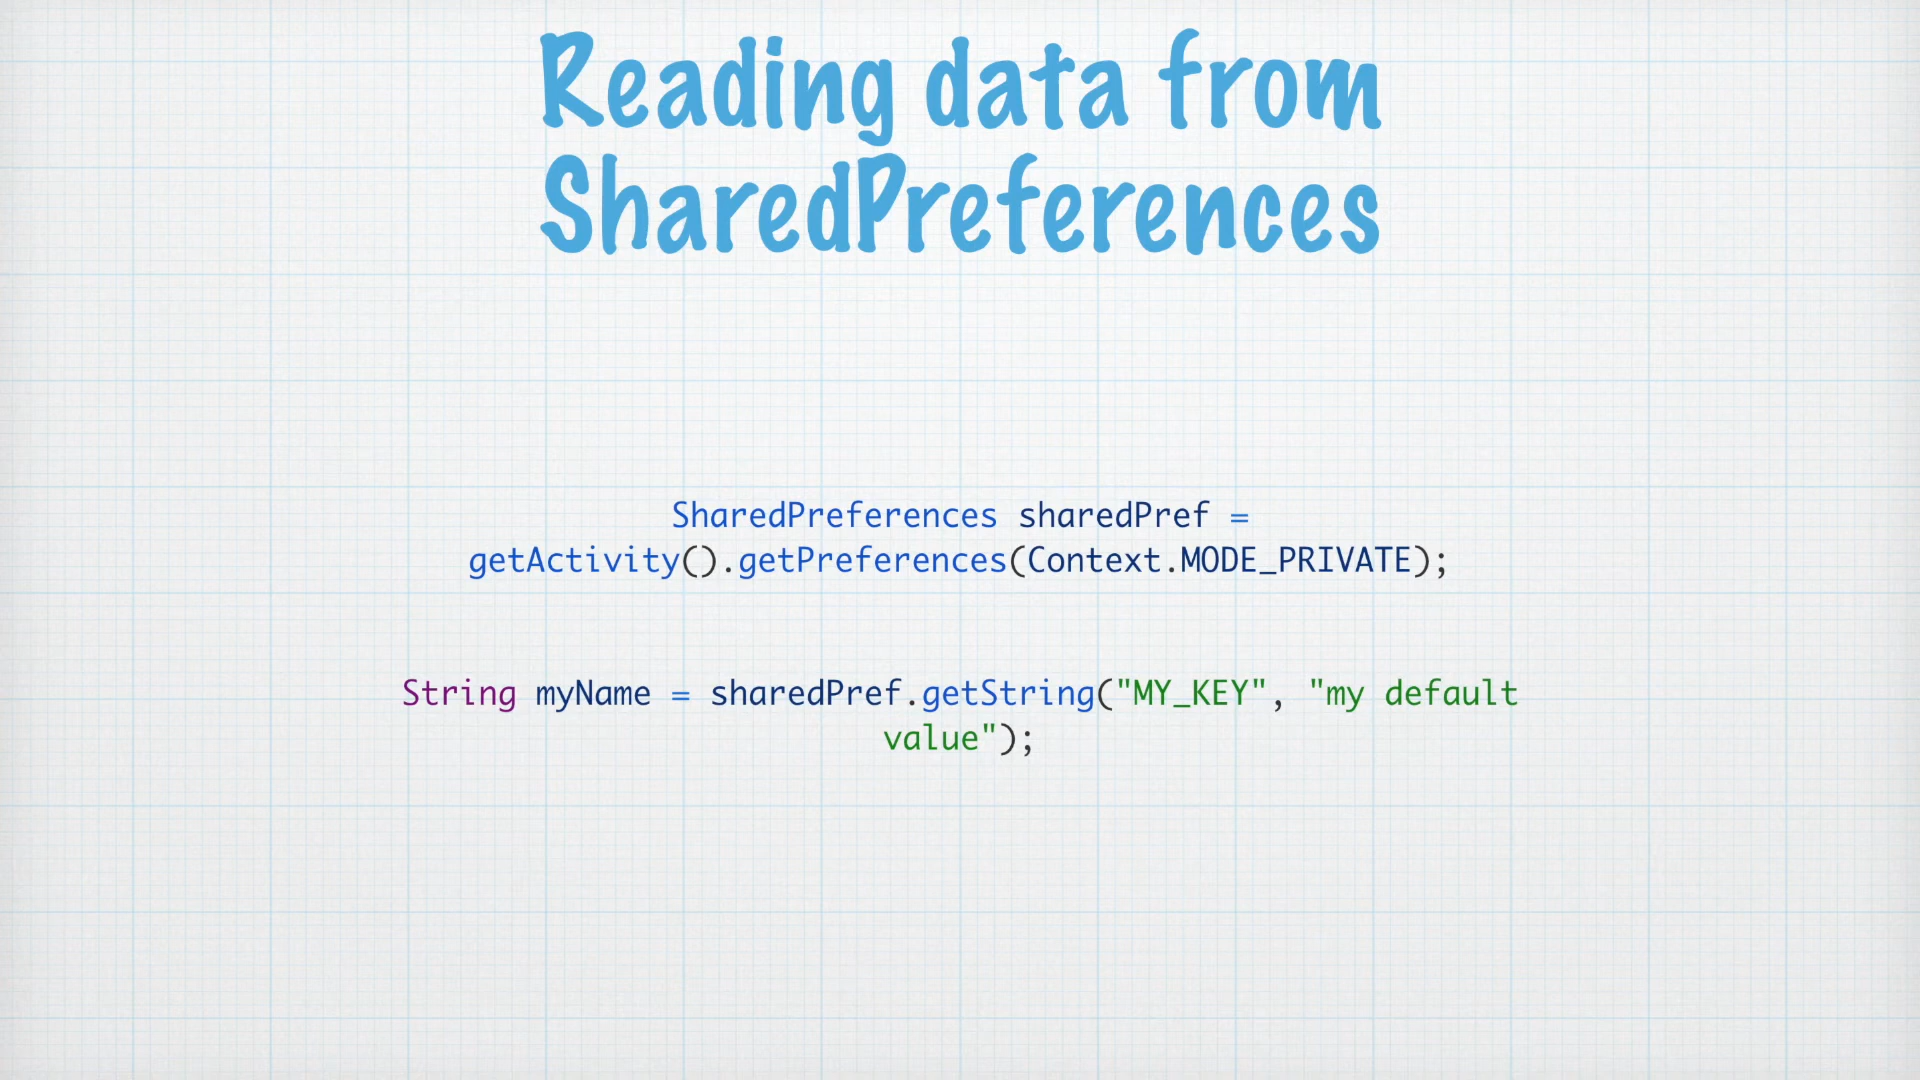 Reading data from
SharedPreferences
SharedPreferences sharedPref =
getActivity().getPreferences(Context.MODE_PRIVATE);
String myName = sharedPref.getString("MY_KEY", "my default
value");